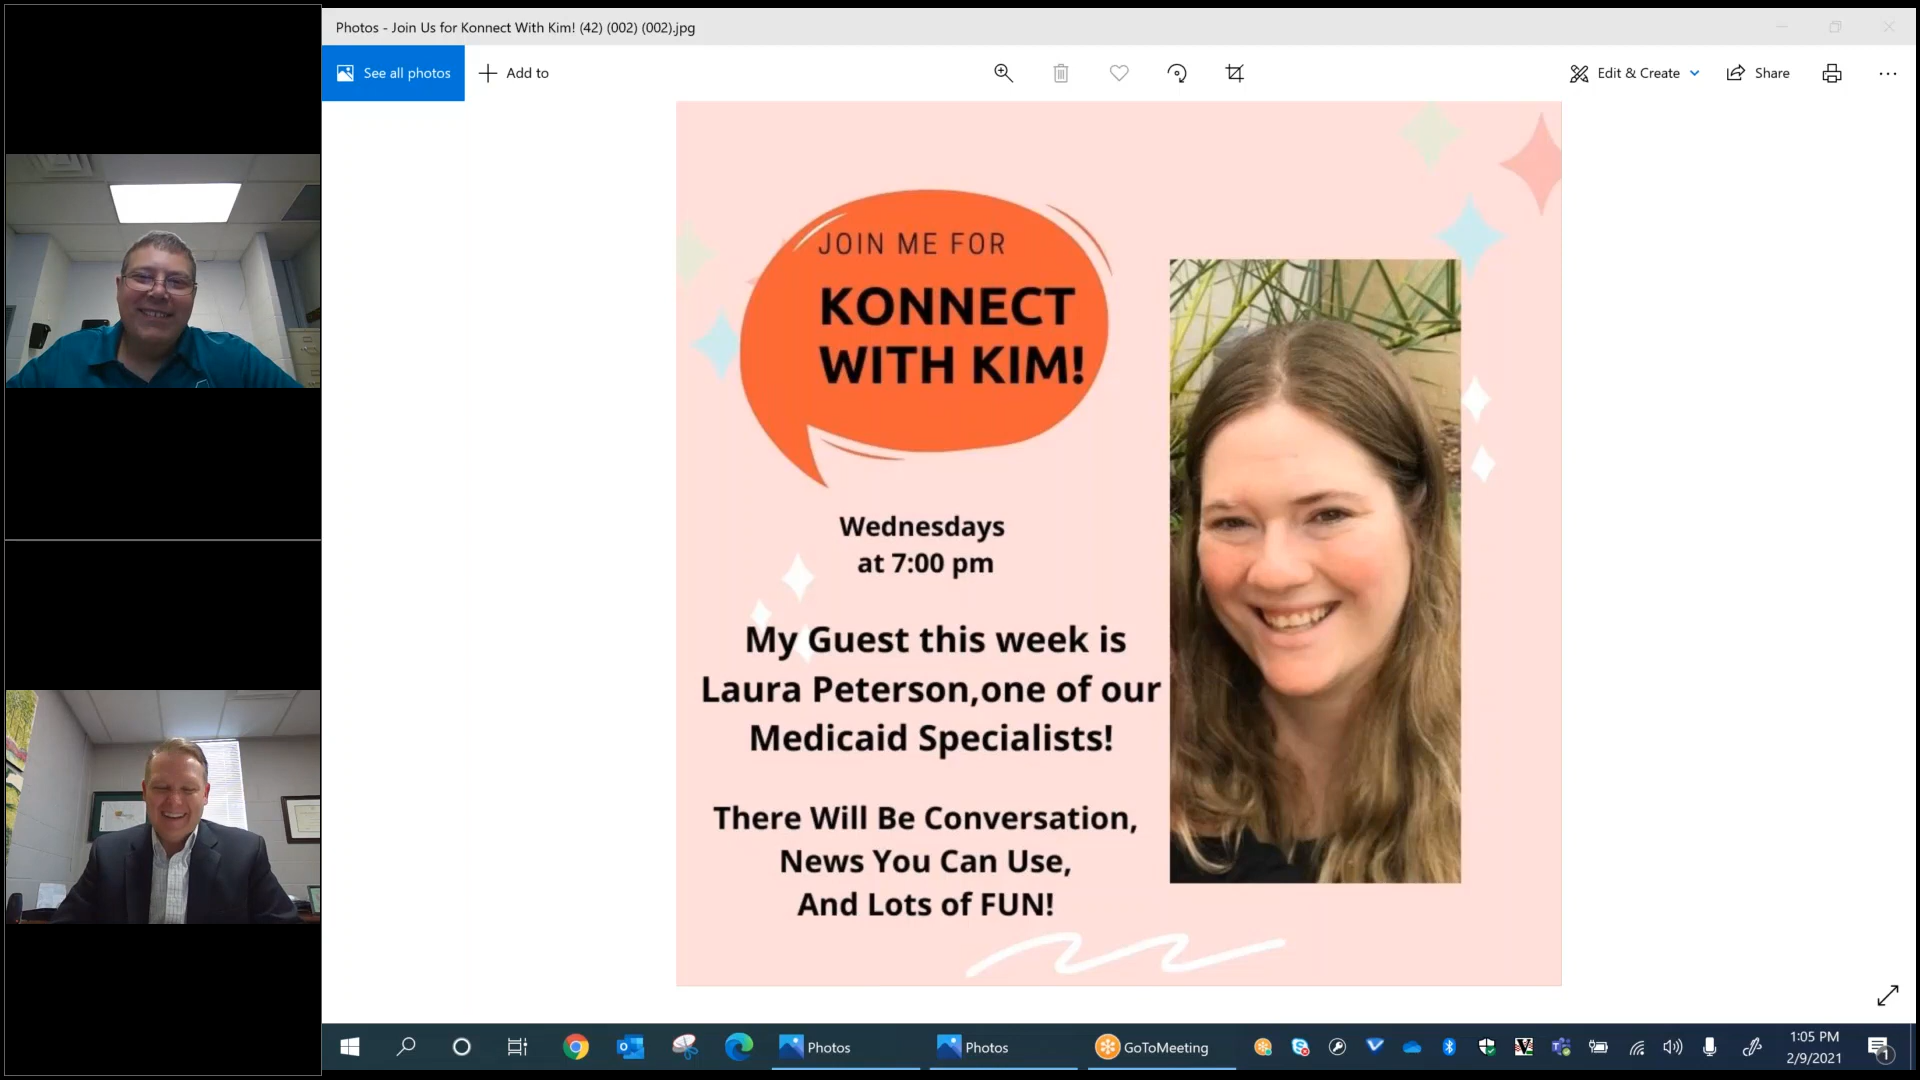 Photos - Join Us for Konnect With Kim! (42) (002) (002).jpg
See all photos
Add to
Edit & Create
Share
JOIN ME FOR
KONNECT
WITH KIM!
Wednesdays
at 7:00 pm
My Guest this week is
Laura Peterson,one of our
Medicaid Specialists!
There Will Be Conversation,
News You Can Use,
And Lots of FUN!
Photos
Photos
GoToMeeting
1:05 PM
2/9/2021
1